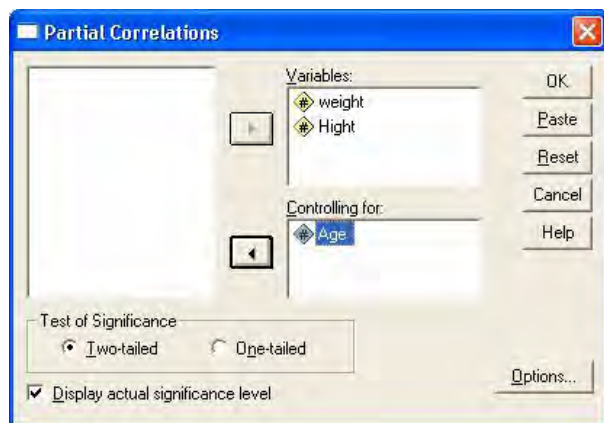 Partial Correlations
Variables:
weight
Hight
Controlling for:
Age
OK
Paste
Reset
Cancel
Help
Test of Significance
Two-tailed
One-tailed
Display actual significance level
Options...